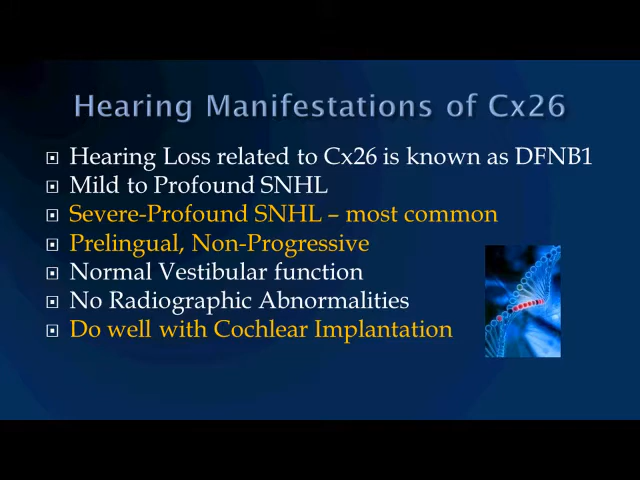 Hearing Manifestations of Cx26
Hearing Loss related to Cx26 is known as DFNB1
Mild to Profound SNHL
Severe-Profound SNHL – most common
Prelingual, Non-Progressive
Normal Vestibular function
No Radiographic Abnormalities
Do well with Cochlear Implantation